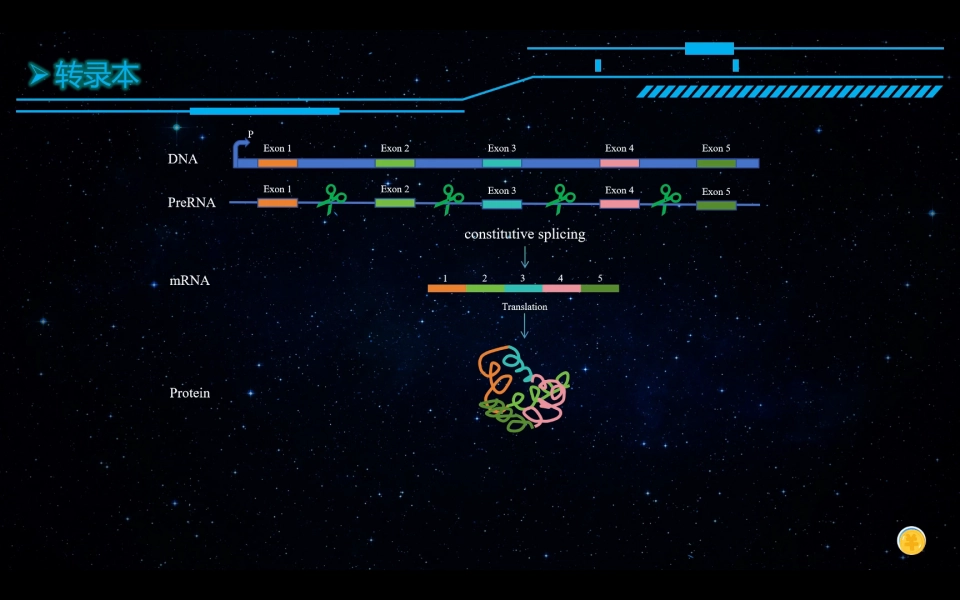 转录本
P
DNA
Exon 1 Exon 2 Exon 3 Exon 4 Exon 5
PreRNA
Exon 1 Exon 2 Exon 3 Exon 4 Exon 5
constitutive splicing
mRNA
1 2 3 4 5
Translation
Protein